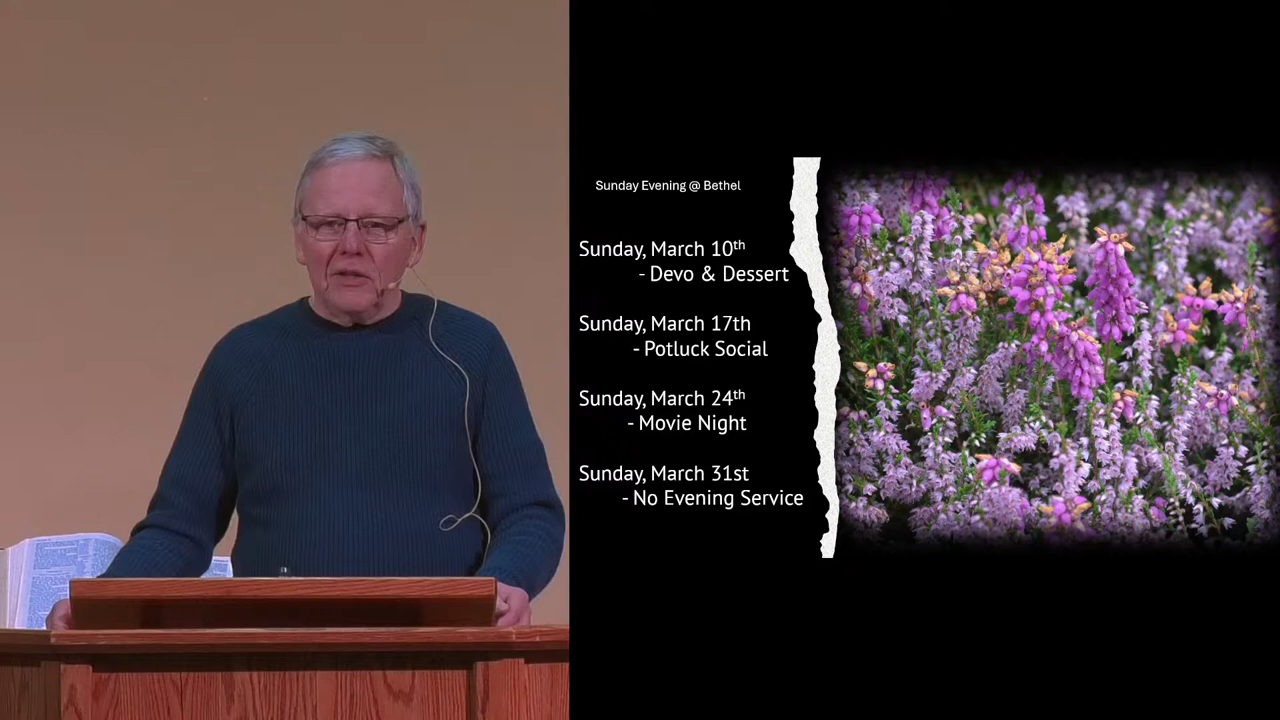 Sunday Evening @ Bethel
Sunday, March 10th
- Devo & Dessert
Sunday, March 17th
- Potluck Social
Sunday, March 24th
- Movie Night
Sunday, March 31st
- No Evening Service